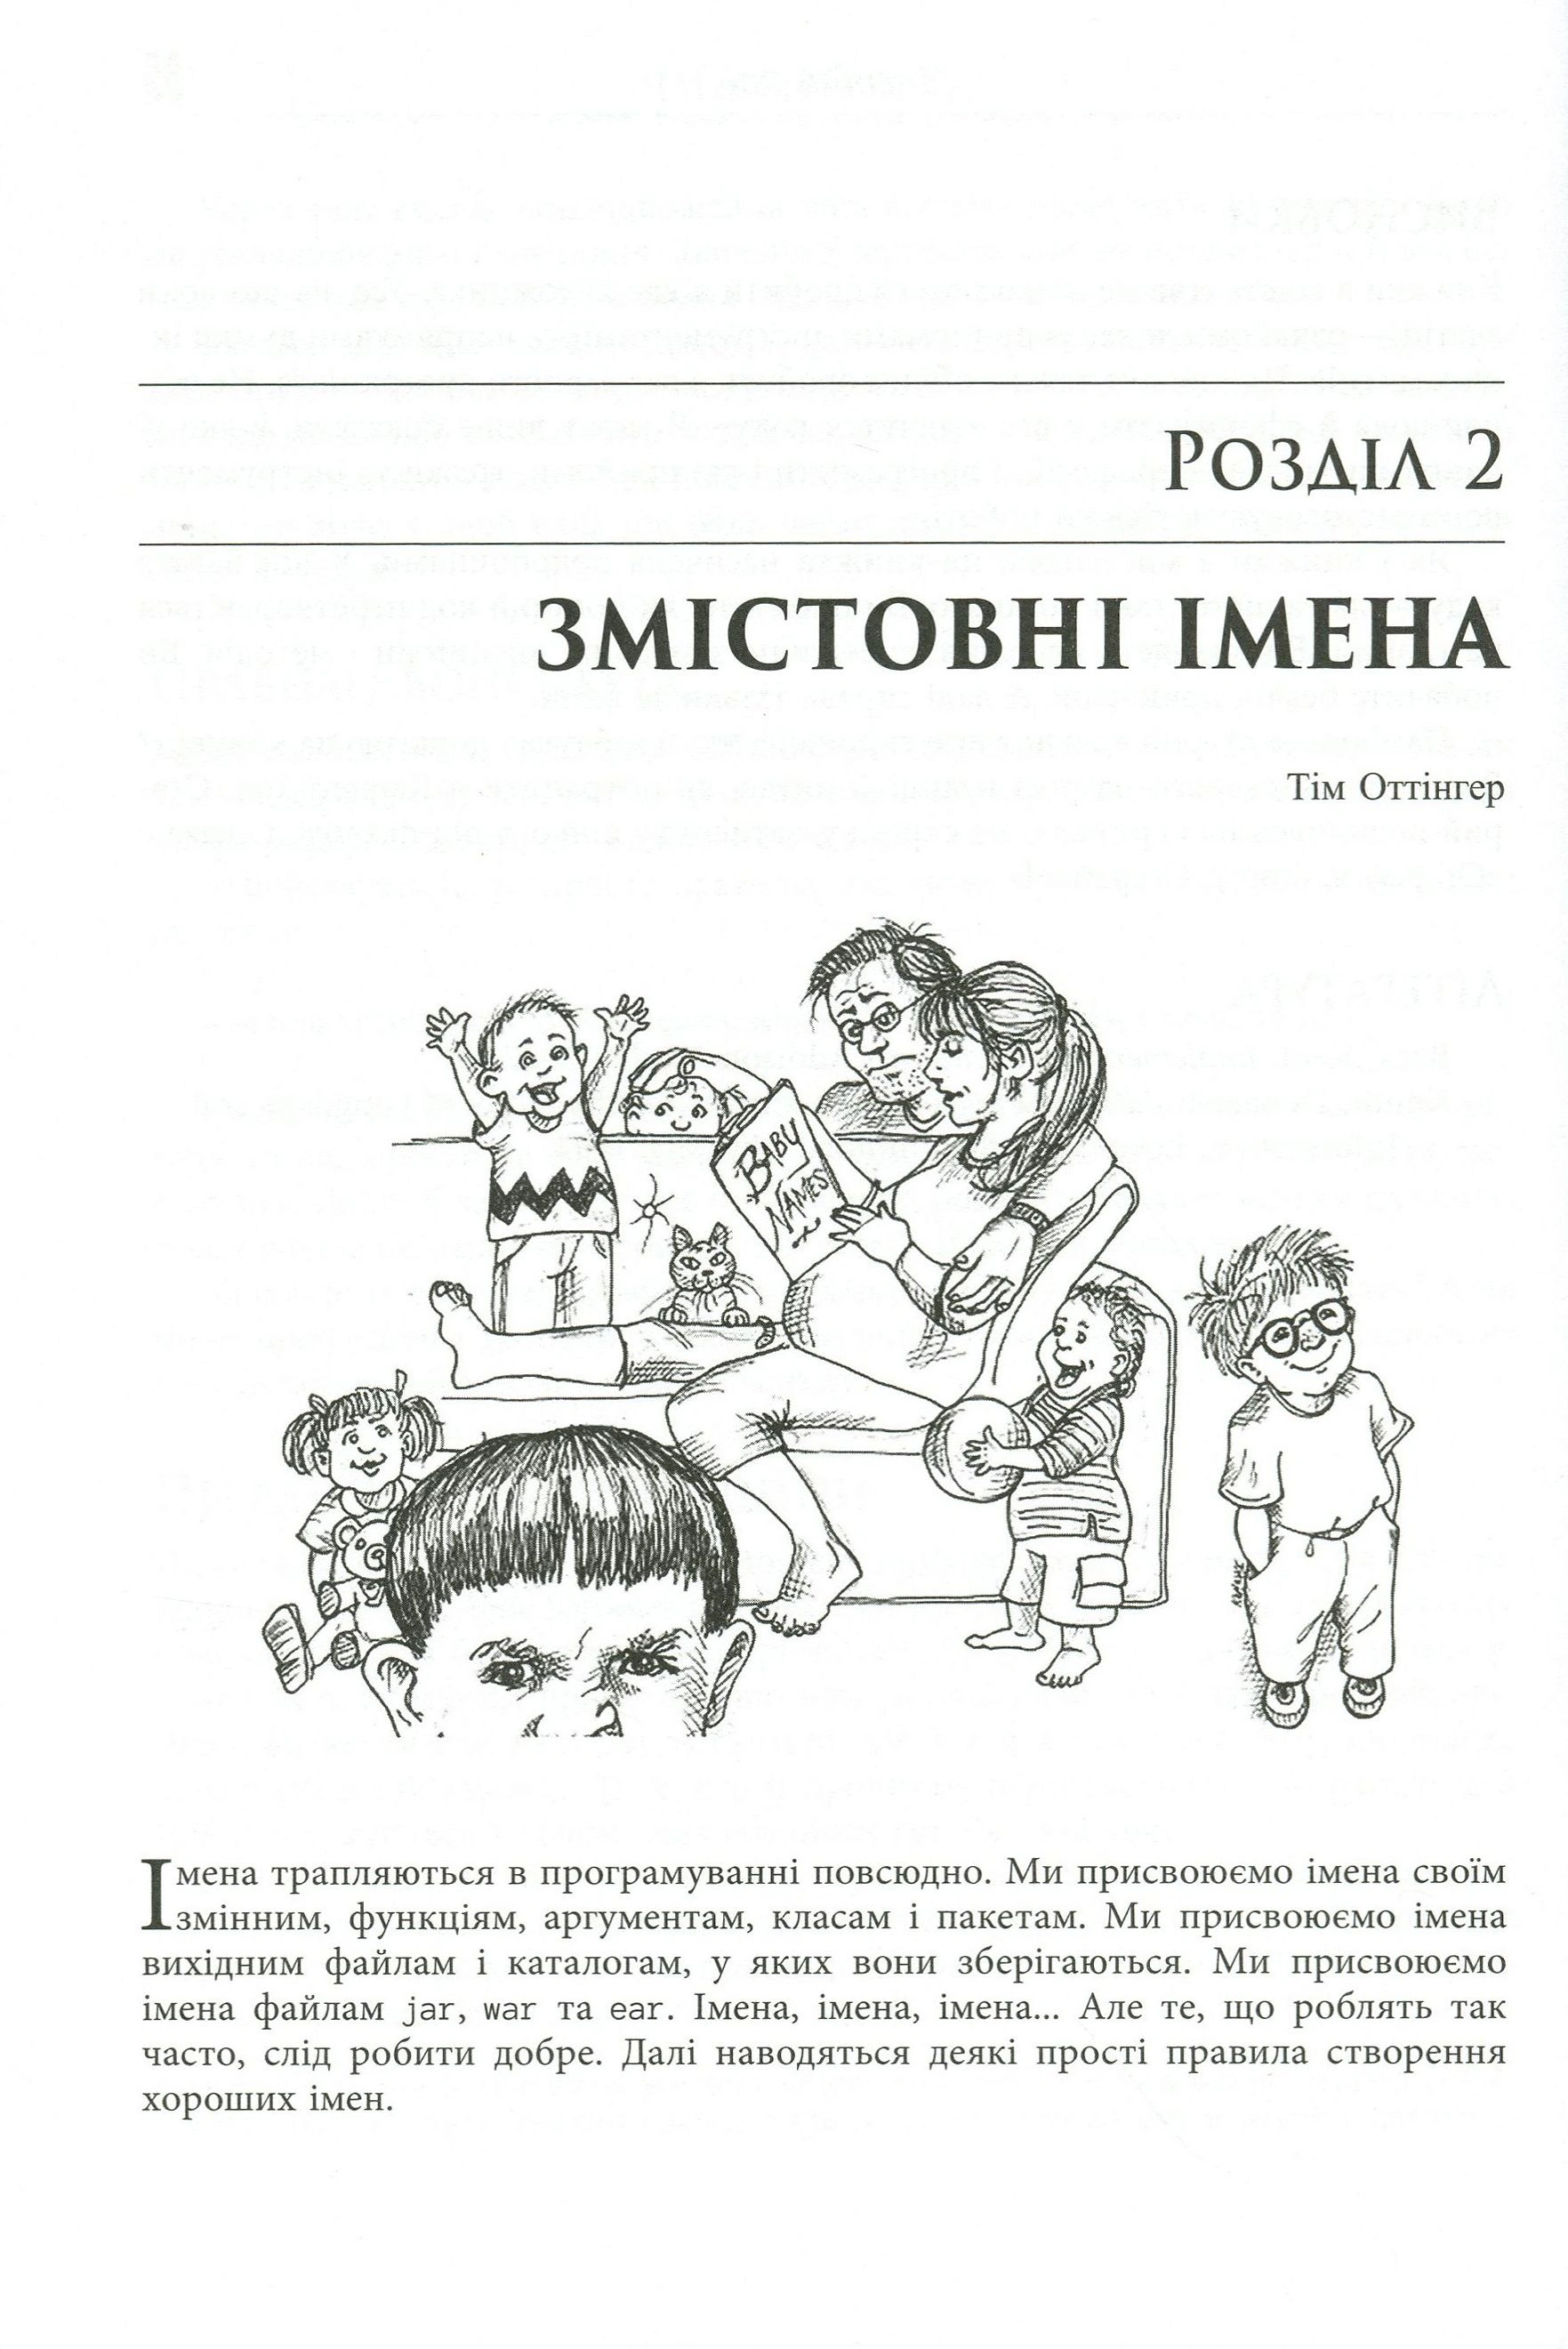 Розділ 2
ЗМІСТОВНІ ІМЕНА
Тім Оттінгер
BABY
NAMES
Імена трапляються в програмуванні повсюдно. Ми присвоюємо імена своїм
змінним, функціям, аргументам, класам і пакетам. Ми присвоюємо імена
вихідним файлам і каталогам, у яких вони зберігаються. Ми присвоюємо
імена файлам jar, war та ear. Імена, імена, імена... Але те, що роблять так
часто, слід робити добре. Далі наводяться деякі прості правила створення
хороших імен.